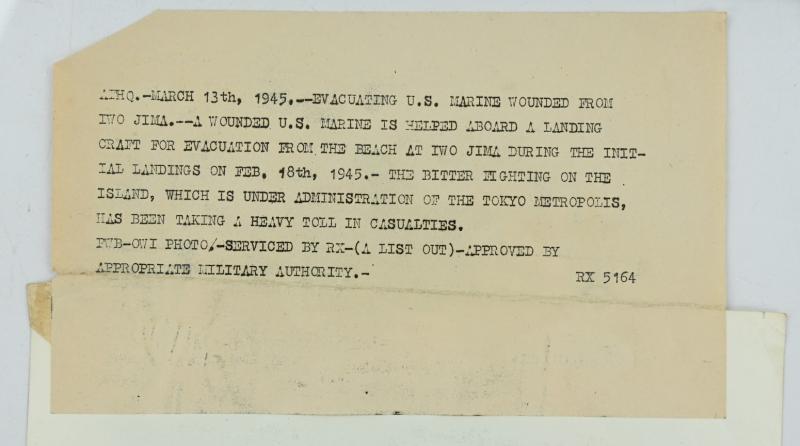 AFHQ.-MARCH 13th, 1945.--EVACUATING U.S. MARINE WOUNDED FROM
IWO JIMA.--A WOUNDED U.S. MARINE IS HELPED ABOARD A LANDING
CRAFT FOR EVACUATION FROM THE BEACH AT IWO JIMA DURING THE INIT-
IAL LANDINGS ON FEB. 18th, 1945.- THE BITTER FIGHTING ON THE
ISLAND, WHICH IS UNDER ADMINISTRATION OF THE TOKYO METROPOLIS,
HAS BEEN TAKING A HEAVY TOLL IN CASUALTIES.
PWB-OWI PHOTO/-SERVICED BY RX-(A LIST OUT)-APPROVED BY
APPROPRIATE MILITARY AUTHORITY.-
RX 5164